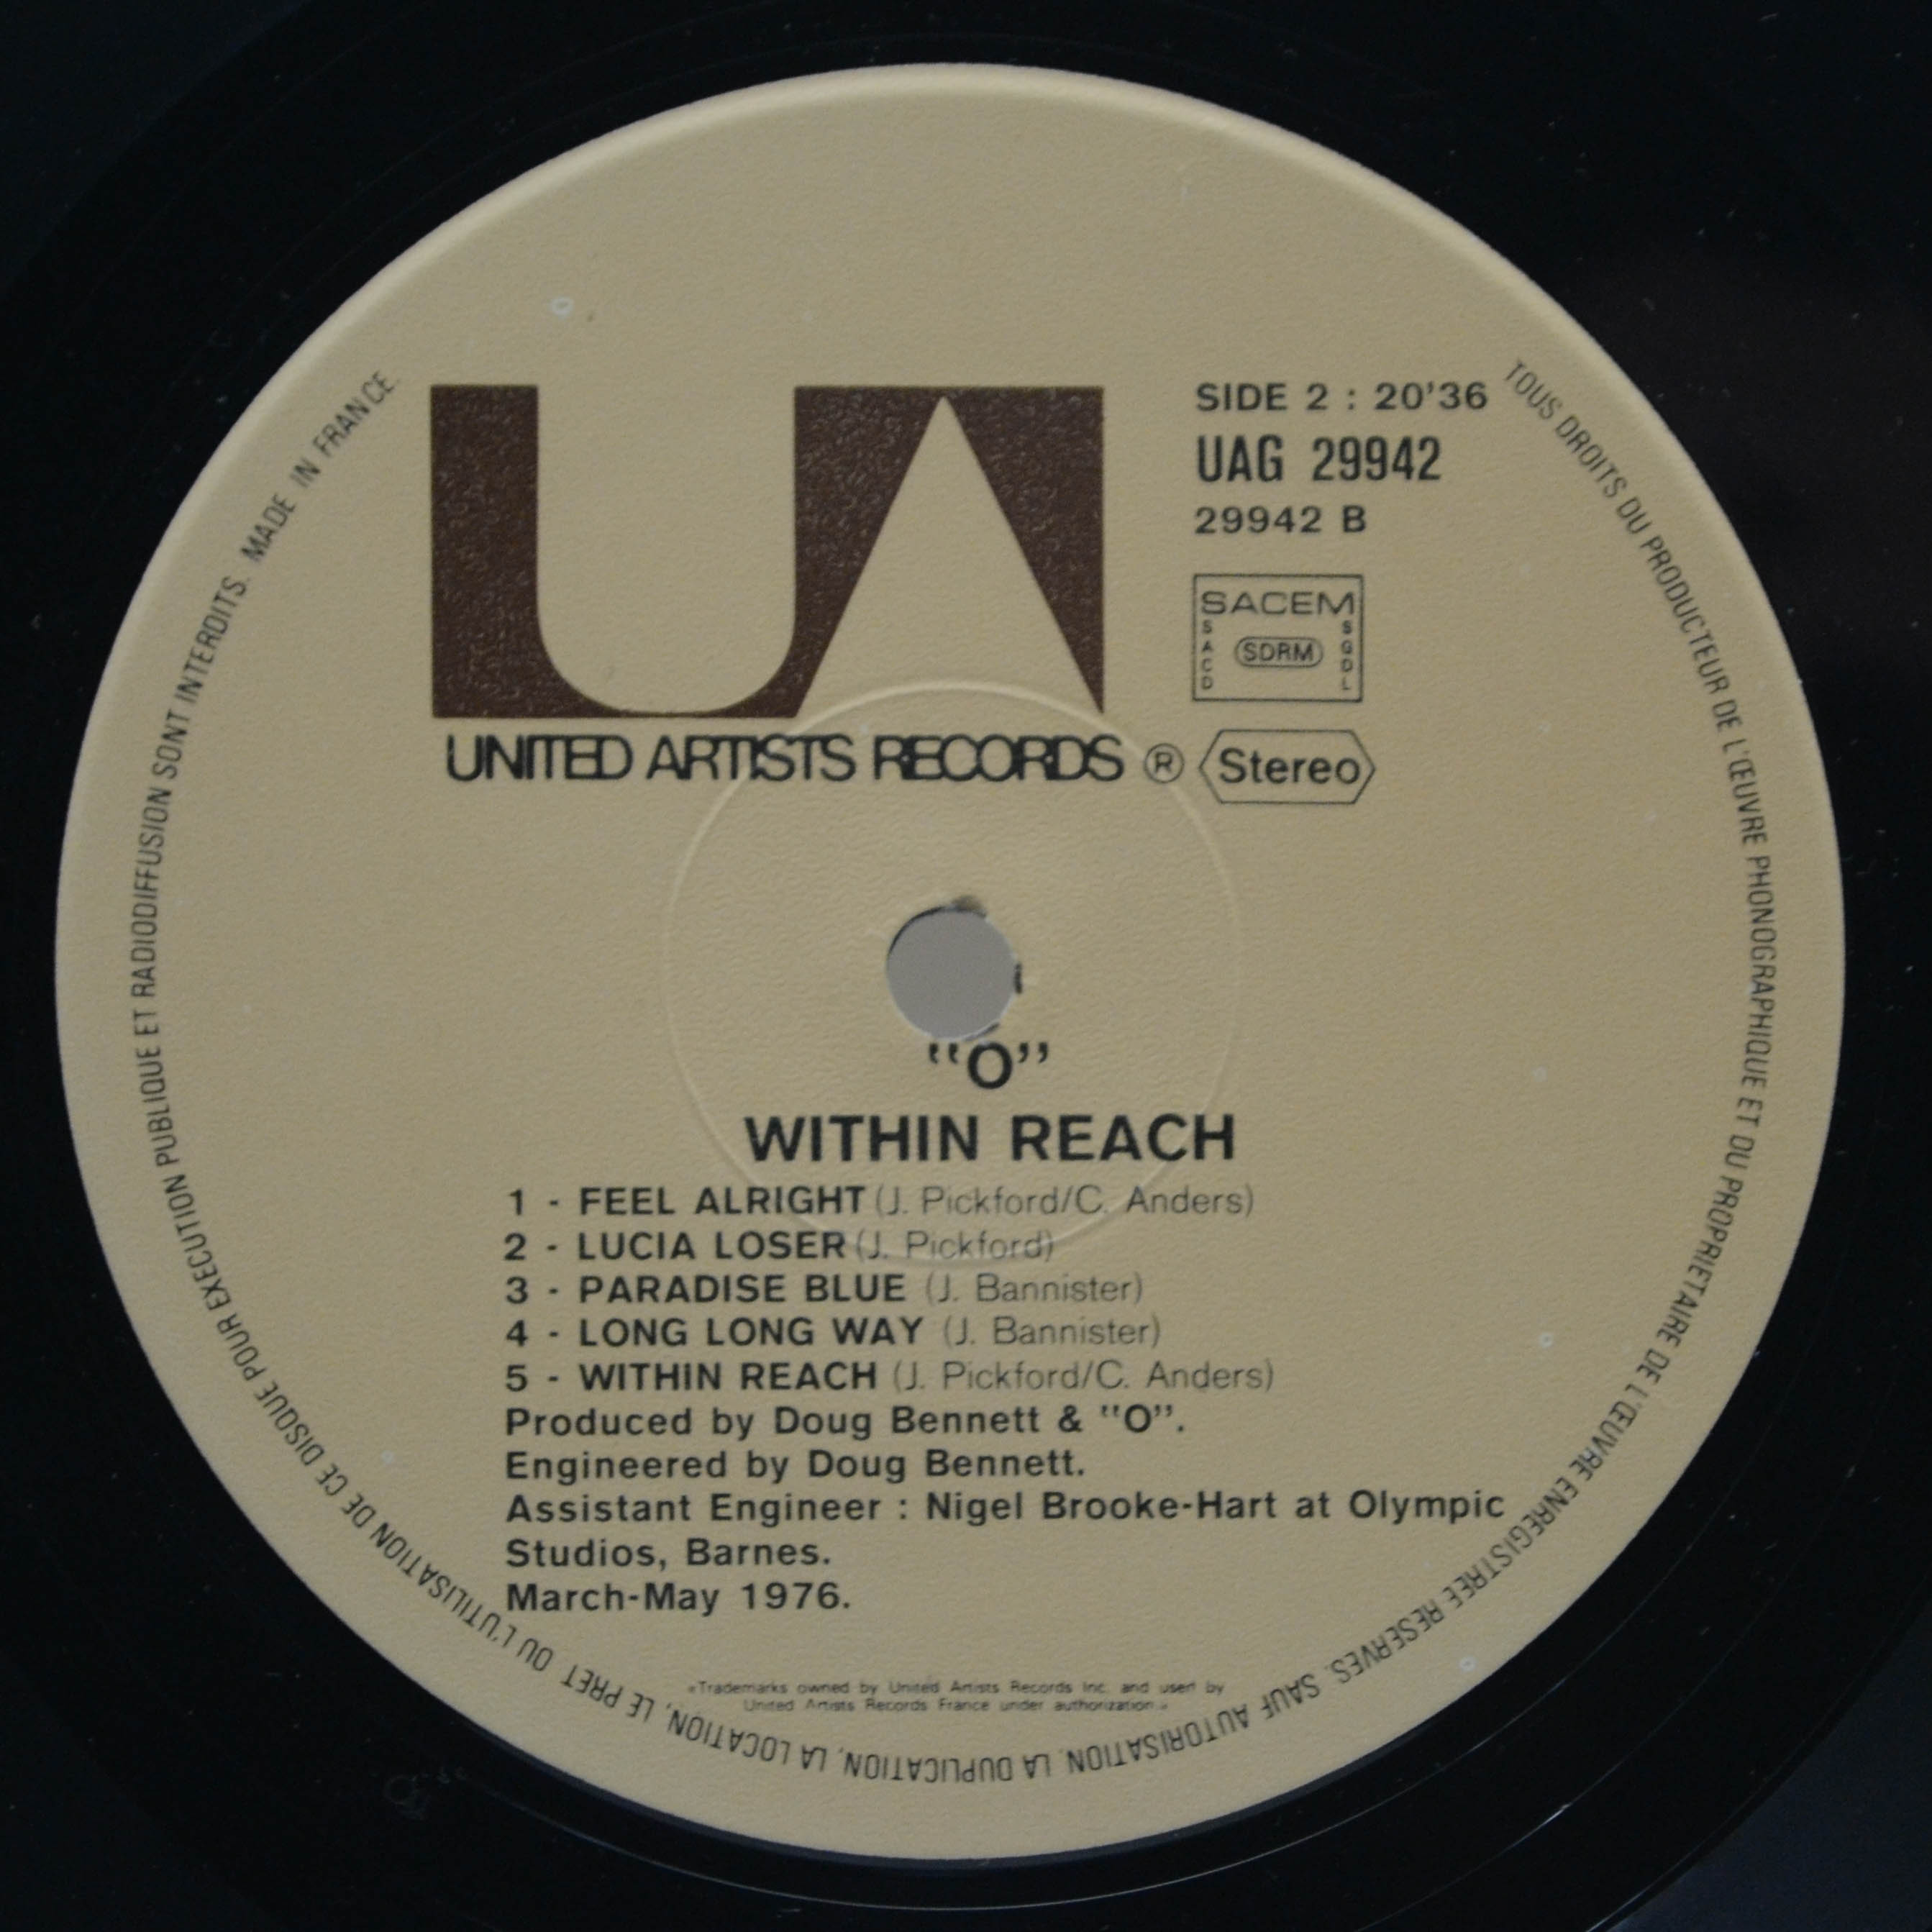 UA
UNITED ARTISTS RECORDS ®
SIDE 2 : 20'36
UAG 29942
29942 B
SACEM
SACD
SDRM
SGDL
Stereo
"O"
WITHIN REACH
1 - FEEL ALRIGHT (J. Pickford/C. Anders)
2 - LUCIA LOSER (J. Pickford)
3 - PARADISE BLUE (J. Bannister)
4 - LONG LONG WAY (J. Bannister)
5 - WITHIN REACH (J. Pickford/C. Anders)
Produced by Doug Bennett & "O".
Engineered by Doug Bennett.
Assistant Engineer : Nigel Brooke-Hart at Olympic
Studios, Barnes.
March-May 1976.
«Trademarks owned by United Artists Records Inc. and used by
United Artists Records France under authorization.»
TOUS DROITS DU PRODUCTEUR DE L'ŒUVRE PHONOGRAPHIQUE ET DU PROPRIETAIRE DE L'ŒUVRE ENREGISTREE RESERVES. SAUF AUTORISATION, LA DUPLICATION, LA LOCATION, LE PRET OU L'UTILISATION DE CE DISQUE POUR EXECUTION PUBLIQUE ET RADIODIFFUSION SONT INTERDITS. MADE IN FRANCE.